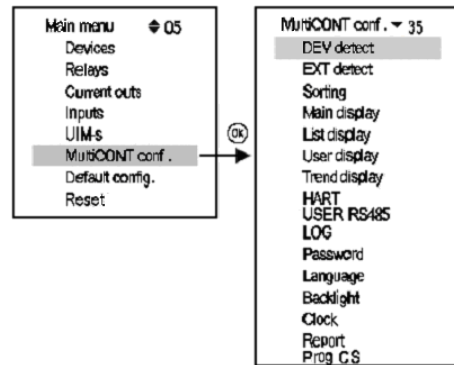 Main menu 05
Devices
Relays
Current outs
Inputs
UIM-s
MultiCONT conf.
Default config.
Reset
OK
MultiCONT conf. 35
DEV detect
EXT detect
Sorting
Main display
List display
User display
Trend display
HART
USER RS485
LOG
Password
Language
Backlight
Clock
Report
Prog CS